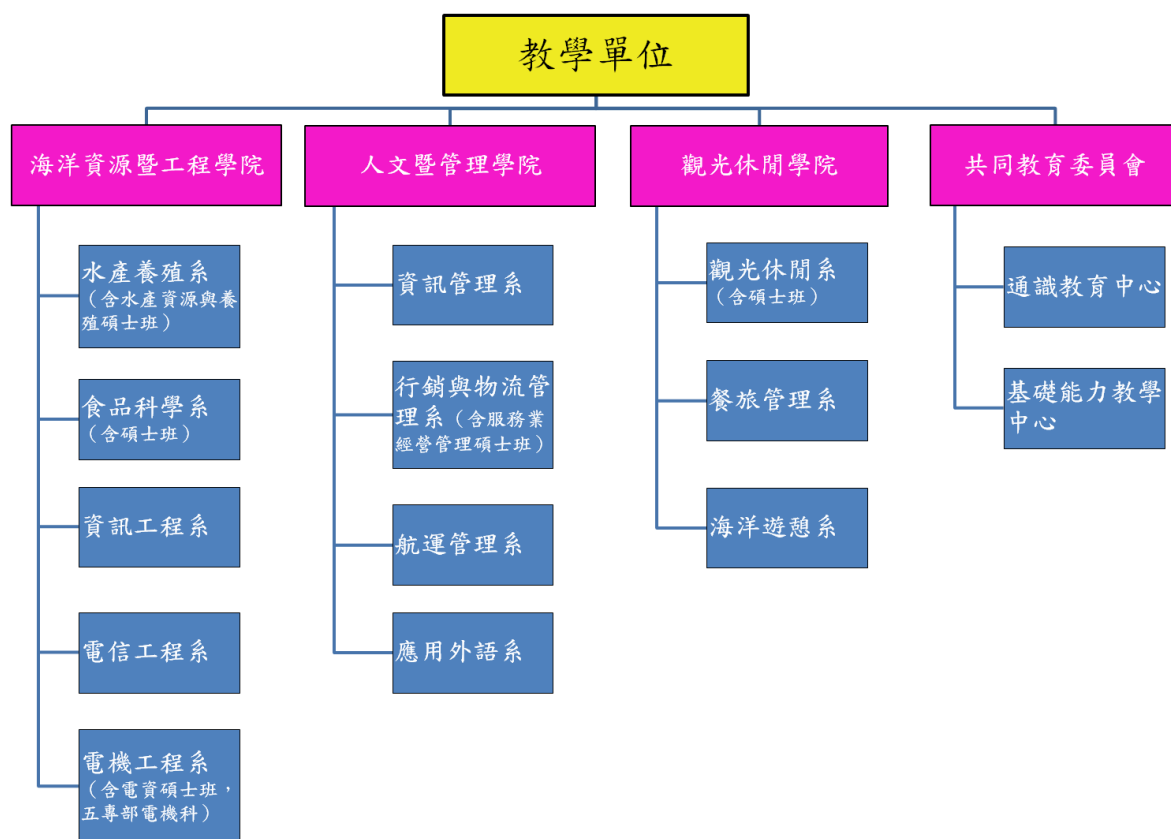 教學單位
海洋資源暨工程學院
人文暨管理學院
觀光休閒學院
共同教育委員會
水產養殖系
（含水產資源與養
殖碩士班）
食品科學系
（含碩士班）
資訊工程系
電信工程系
電機工程系
（含電資碩士班，
五專部電機科）
資訊管理系
行銷與物流管
理系（含服務業
經營管理碩士班）
航運管理系
應用外語系
觀光休閒系
（含碩士班）
餐旅管理系
海洋遊憩系
通識教育中心
基礎能力教學
中心